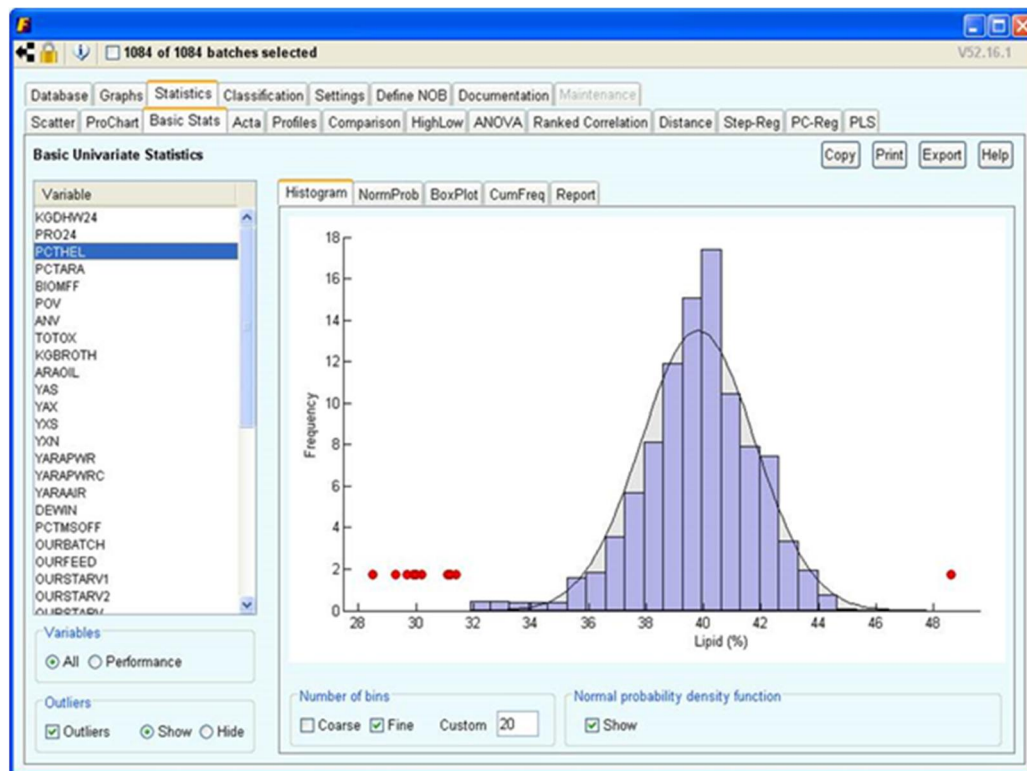 1084 of 1084 batches selected
V52.16.1
Database Graphs Statistics Classification Settings Define NOB Documentation Maintenance
Scatter ProChart Basic Stats Acta Profiles Comparison HighLow ANOVA Ranked Correlation Distance Step-Reg PC-Reg PLS
Basic Univariate Statistics
Copy Print Export Help
Variable
KGDHW24
PRO24
PCTHEL
PCTARA
BIOMFF
POV
ANV
TOTOX
KGBROTH
ARAOIL
YAS
YAX
YXS
YXN
YARAPWR
YARAPWRC
YARAAIR
DEWIN
PCTMSOFF
OURBATCH
OURFEED
OURSTARV1
OURSTARV2
OURSTARV
Variables
All Performance
Outliers
Outliers Show Hide
Histogram NormProb BoxPlot CumFreq Report
18
16
14
12
10
8
6
4
2
0
Frequency
28 30 32 34 36 38 40 42 44 46 48
Lipid (%)
Number of bins
Coarse Fine Custom 20
Normal probability density function
Show